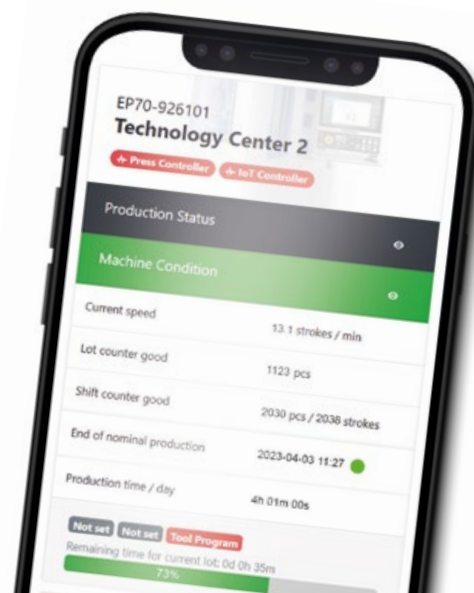 EP70-926101
Technology Center 2
Press Controller IoT Controller
Production Status
Machine Condition
Current speed 13.1 strokes / min
Lot counter good 1123 pcs
Shift counter good 2030 pcs / 2038 strokes
End of nominal production 2023-04-03 11:27
Production time / day 4h 01m 00s
Not set Not set Tool Program
Remaining time for current lot: 0d 0h 35m
73%